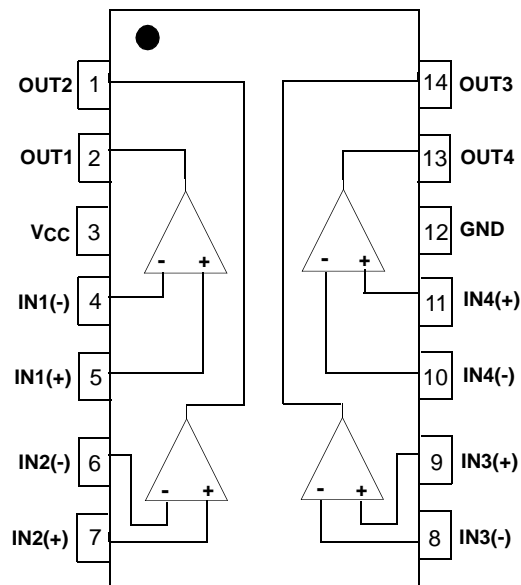 OUT2 1 14 OUT3
OUT1 2 13 OUT4
VCC 3 12 GND
- + - +
IN1(-) 4 11 IN4(+)
IN1(+) 5 10 IN4(-)
IN2(-) 6 9 IN3(+)
- + - +
IN2(+) 7 8 IN3(-)